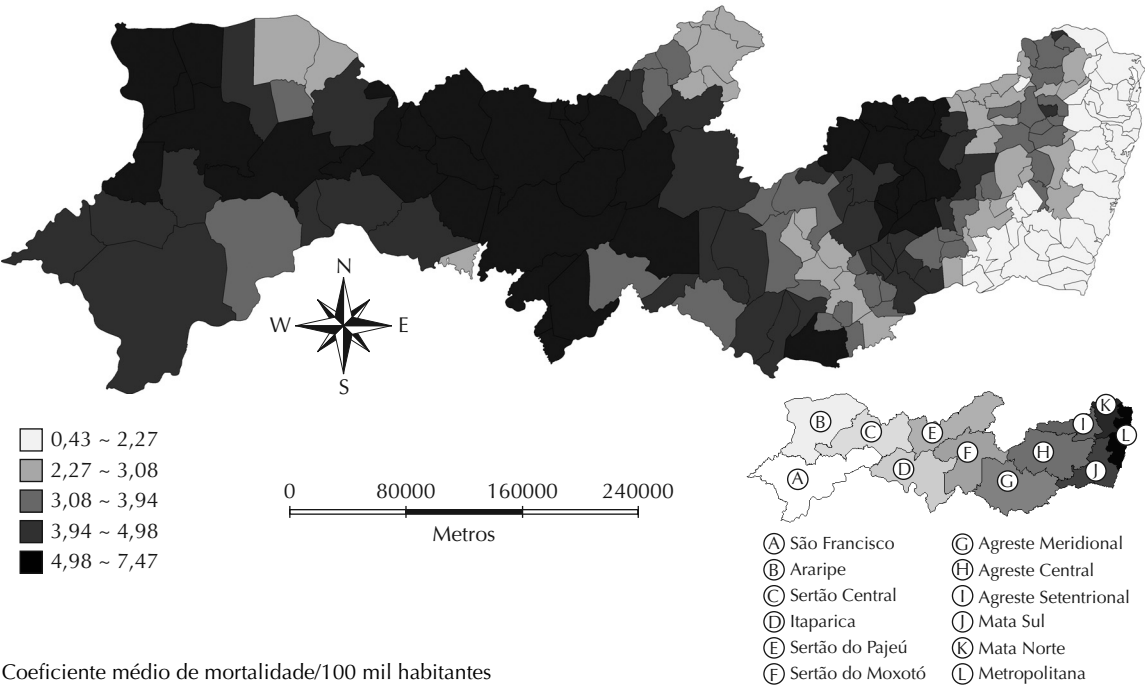 N
W E
S
0,43 ~ 2,27
2,27 ~ 3,08
3,08 ~ 3,94
3,94 ~ 4,98
4,98 ~ 7,47
0 80000 160000 240000
Metros
A
B
C
D
E
F
G
H
I
J
K
L
A São Francisco
B Araripe
C Sertão Central
D Itaparica
E Sertão do Pajeú
F Sertão do Moxotó
G Agreste Meridional
H Agreste Central
I Agreste Setentrional
J Mata Sul
K Mata Norte
L Metropolitana
Coeficiente médio de mortalidade/100 mil habitantes